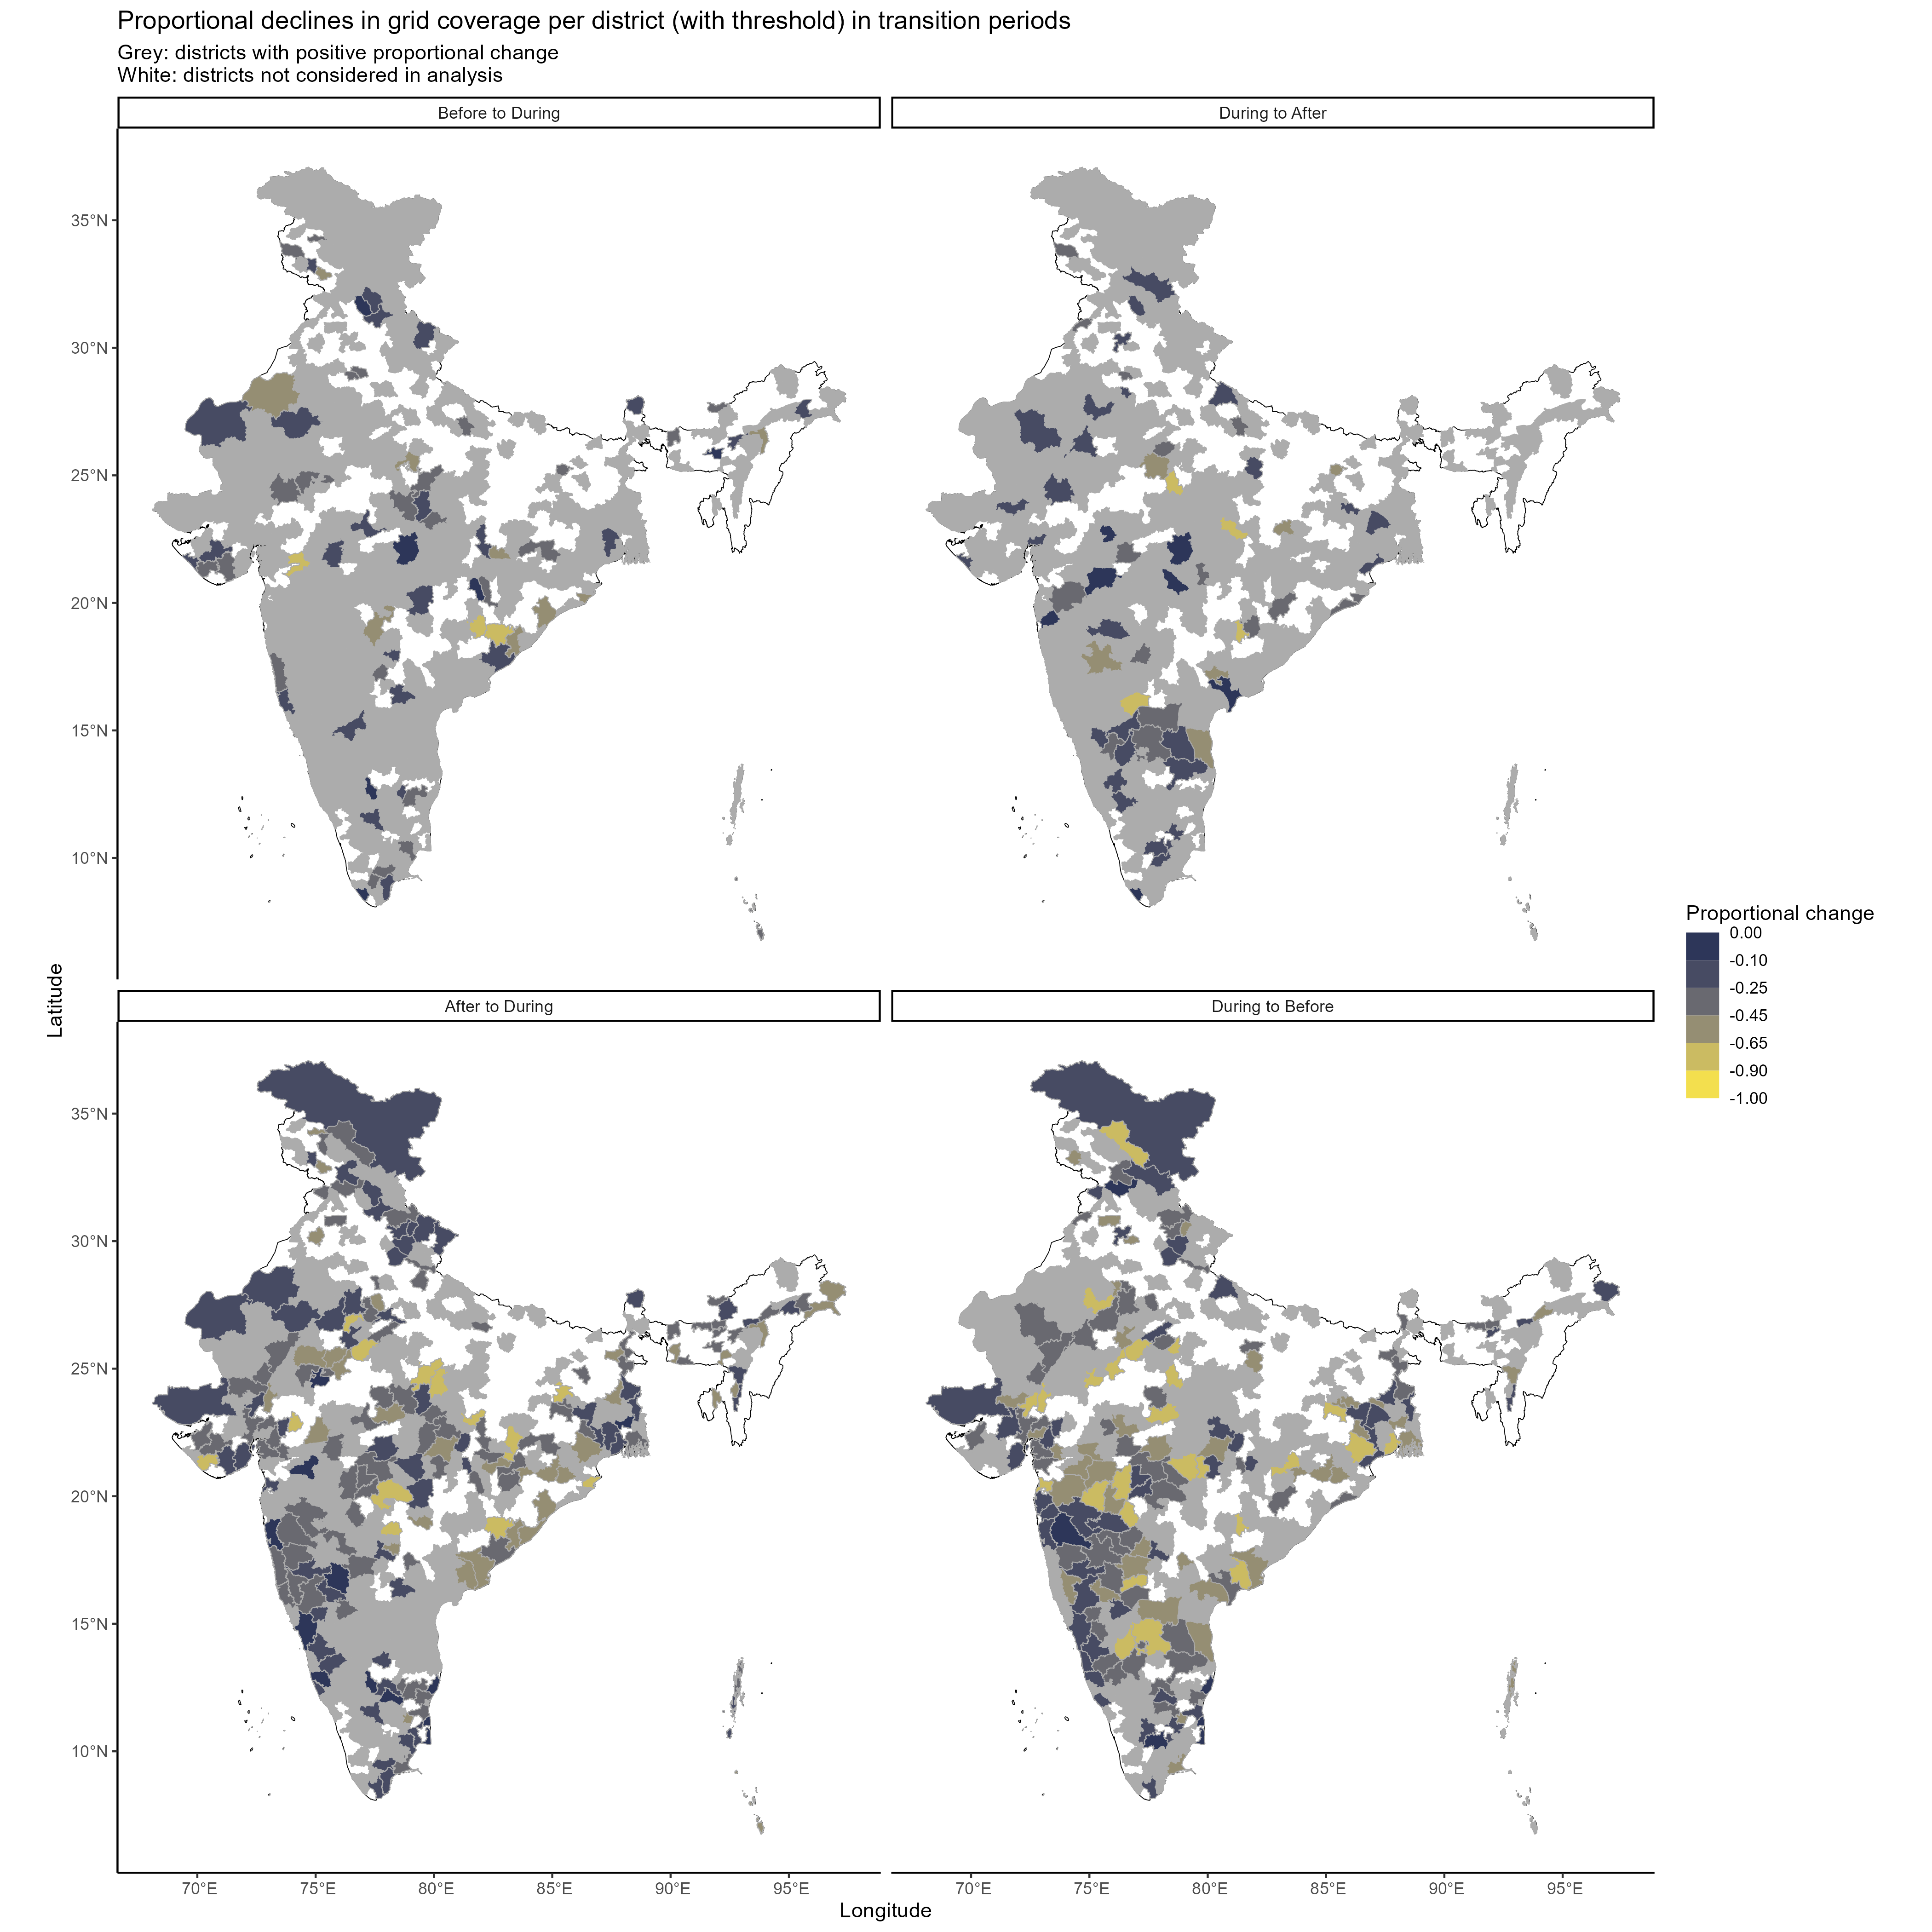 Proportional declines in grid coverage per district (with threshold) in transition periods
Grey: districts with positive proportional change
White: districts not considered in analysis
Before to During
During to After
35°N
30°N
25°N
20°N
15°N
10°N
Latitude
Proportional change
0.00
-0.10
-0.25
-0.45
-0.65
-0.90
-1.00
After to During
During to Before
35°N
30°N
25°N
20°N
15°N
10°N
70°E
75°E
80°E
85°E
90°E
95°E
70°E
75°E
80°E
85°E
90°E
95°E
Longitude